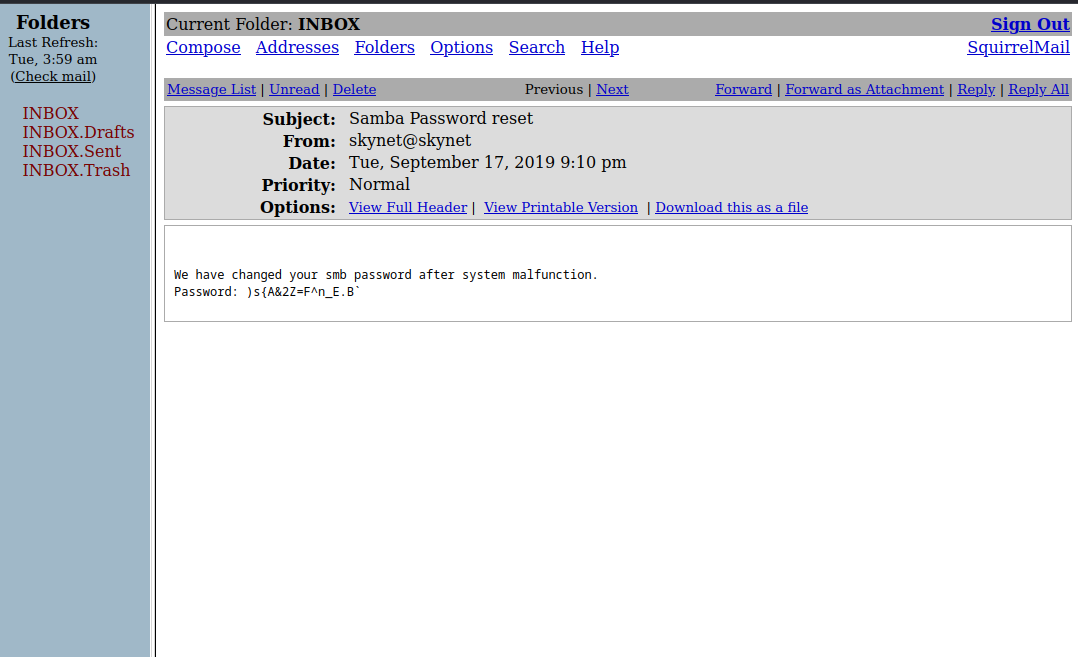 Folders
Last Refresh:
Tue, 3:59 am
(Check mail)
INBOX
INBOX.Drafts
INBOX.Sent
INBOX.Trash
Current Folder: INBOX Sign Out
Compose Addresses Folders Options Search Help SquirrelMail
Message List | Unread | Delete Previous | Next Forward | Forward as Attachment | Reply | Reply All
Subject: Samba Password reset
From: skynet@skynet
Date: Tue, September 17, 2019 9:10 pm
Priority: Normal
Options: View Full Header | View Printable Version | Download this as a file
We have changed your smb password after system malfunction.
Password: )s{A&2Z=F^n_E.B`